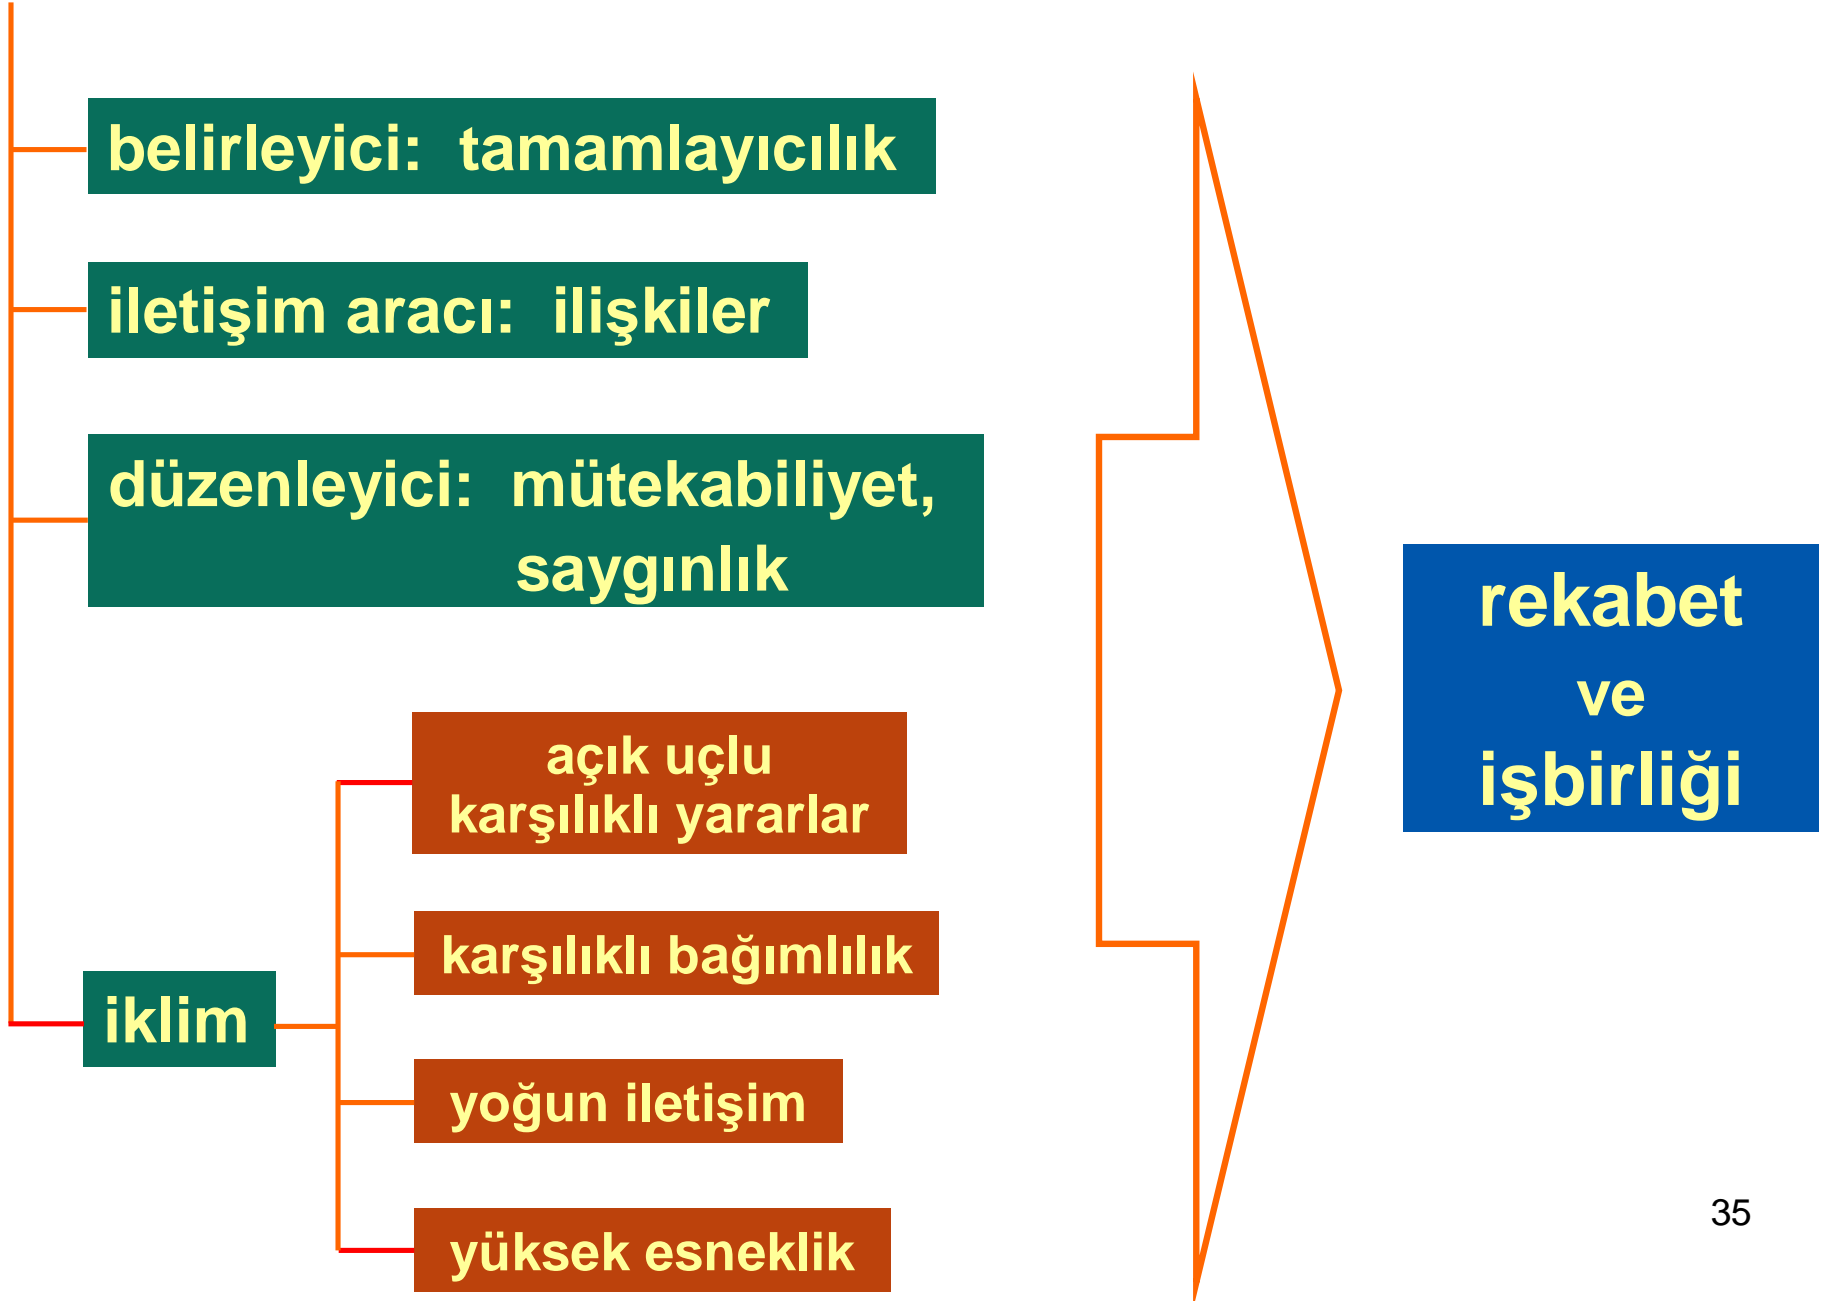 belirleyici: tamamlayıcılık
iletişim aracı: ilişkiler
düzenleyici: mütekabiliyet,
saygınlık
iklim
açık uçlu
karşılıklı yararlar
karşılıklı bağımlılık
yoğun iletişim
yüksek esneklik
rekabet
ve
işbirliği
35